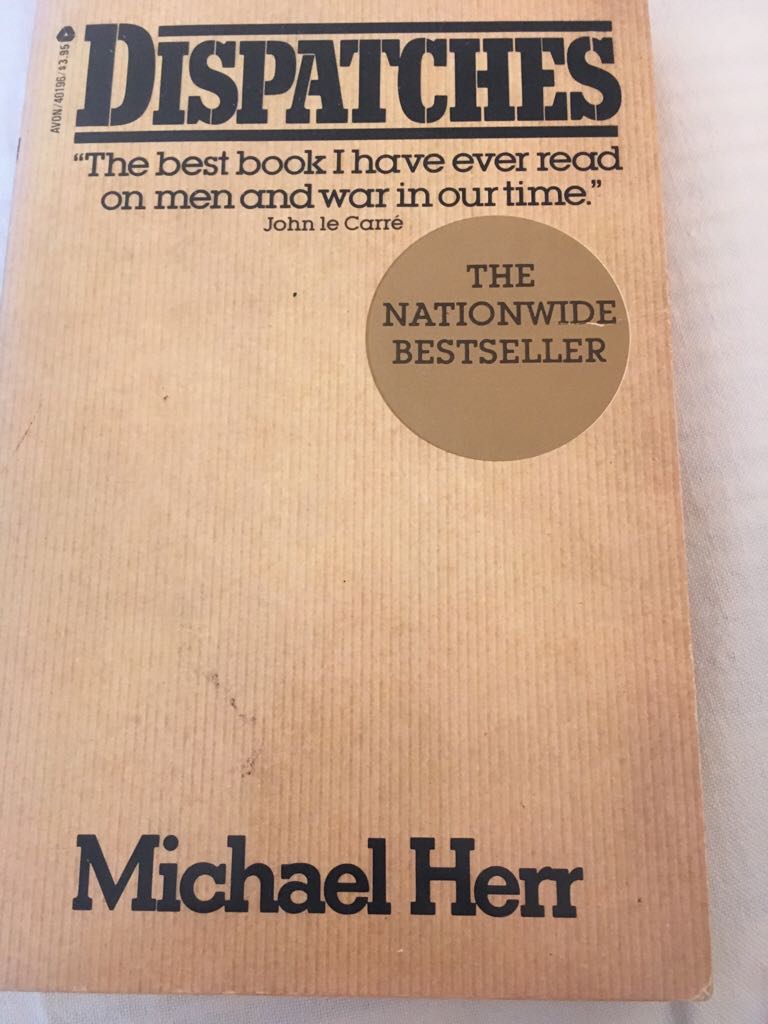 AVON/40196/$3.95
DISPATCHES
“The best book I have ever read
on men and war in our time.”
John le Carré
THE
NATIONWIDE
BESTSELLER
Michael Herr